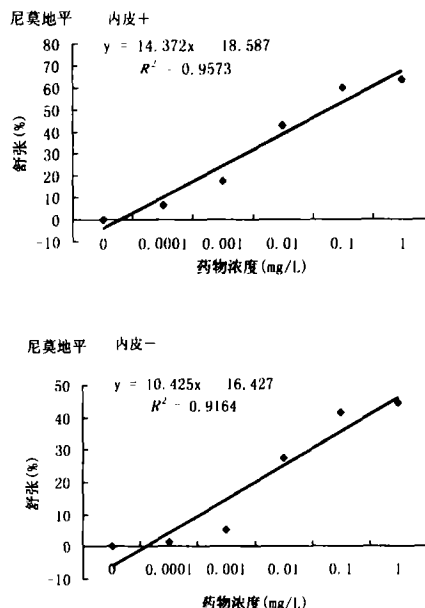 尼莫地平 内皮+
y = 14.372x 18.587
R² - 0.9573
80
70
60
50
40
30
20
10
0
-10
舒张(%)
0 0.0001 0.001 0.01 0.1 1
药物浓度(mg/L)
尼莫地平 内皮-
y = 10.425x 16.427
R² - 0.9164
50
40
30
20
10
0
-10
舒张(%)
0 0.0001 0.001 0.01 0.1 1
药物浓度(mg/L)